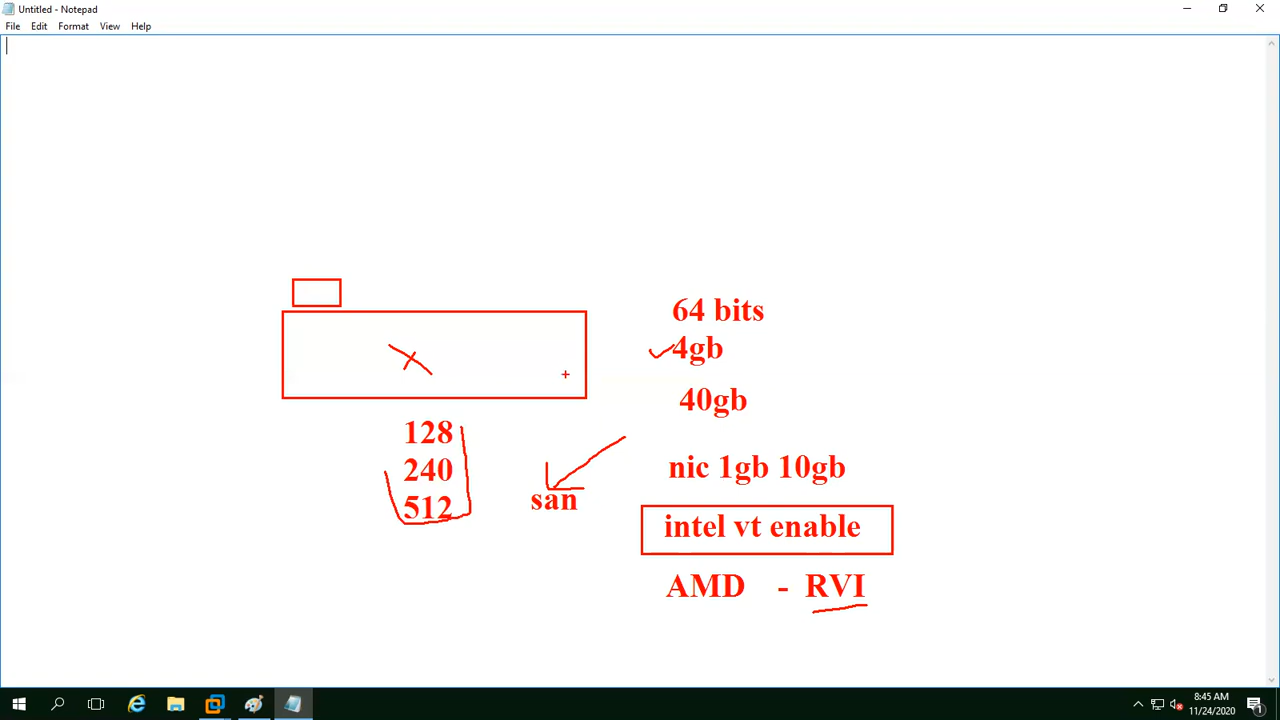 Untitled - Notepad
File Edit Format View Help
64 bits
4gb
40gb
128
240
512
san
nic 1gb 10gb
intel vt enable
AMD - RVI
8:45 AM
11/24/2020
1